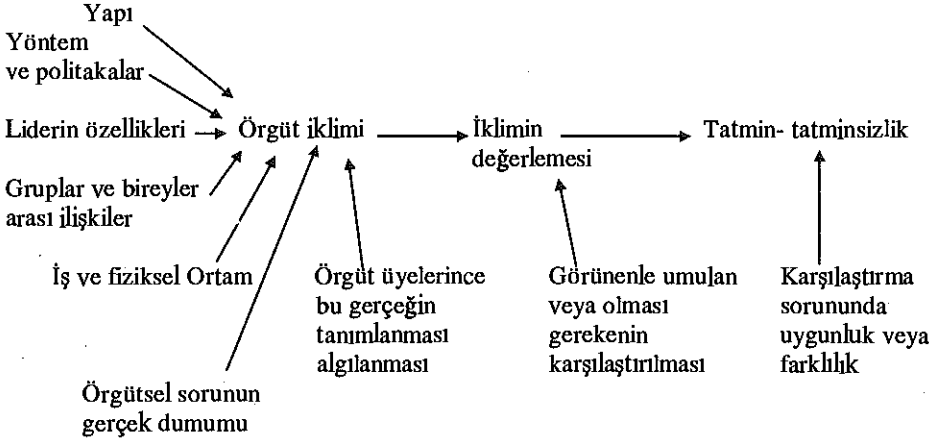 Yapı
Yöntem
ve politakalar
Liderin özellikleri
Örgüt iklimi
İklimin
değerlemesi
Tatmin- tatminsizlik
Gruplar ve bireyler
arası ilişkiler
İş ve fiziksel Ortam
Örgüt üyelerince
bu gerçeğin
tanımlanması
algılanması
Görünenle umulan
veya olması
gerekenin
karşılaştırılması
Karşılaştırma
sorununda
uygunluk veya
farklılık
Örgütsel sorunun
gerçek dumumu